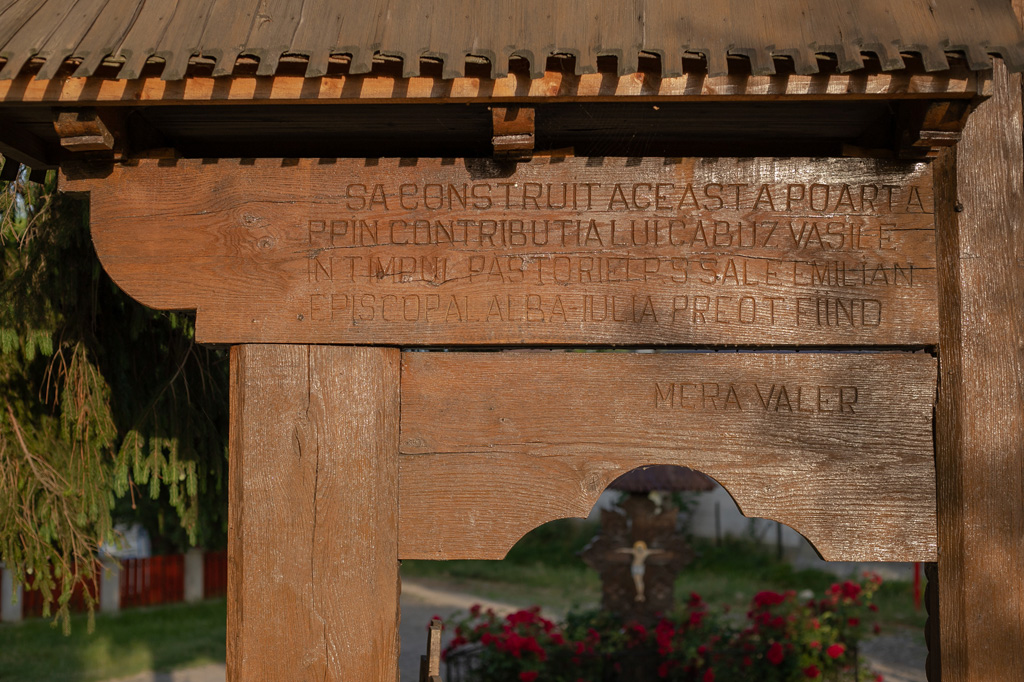 SA CONSTRUIT ACEASTA POARTA
PPIN CONTRIBUTIA LUI CABUZ VASILE
IN TIMPUL PASTORIEI P. SALE EMILIAN
EPISCOPAL ALBA-IULIA PREOT FIIND
MERA VALER